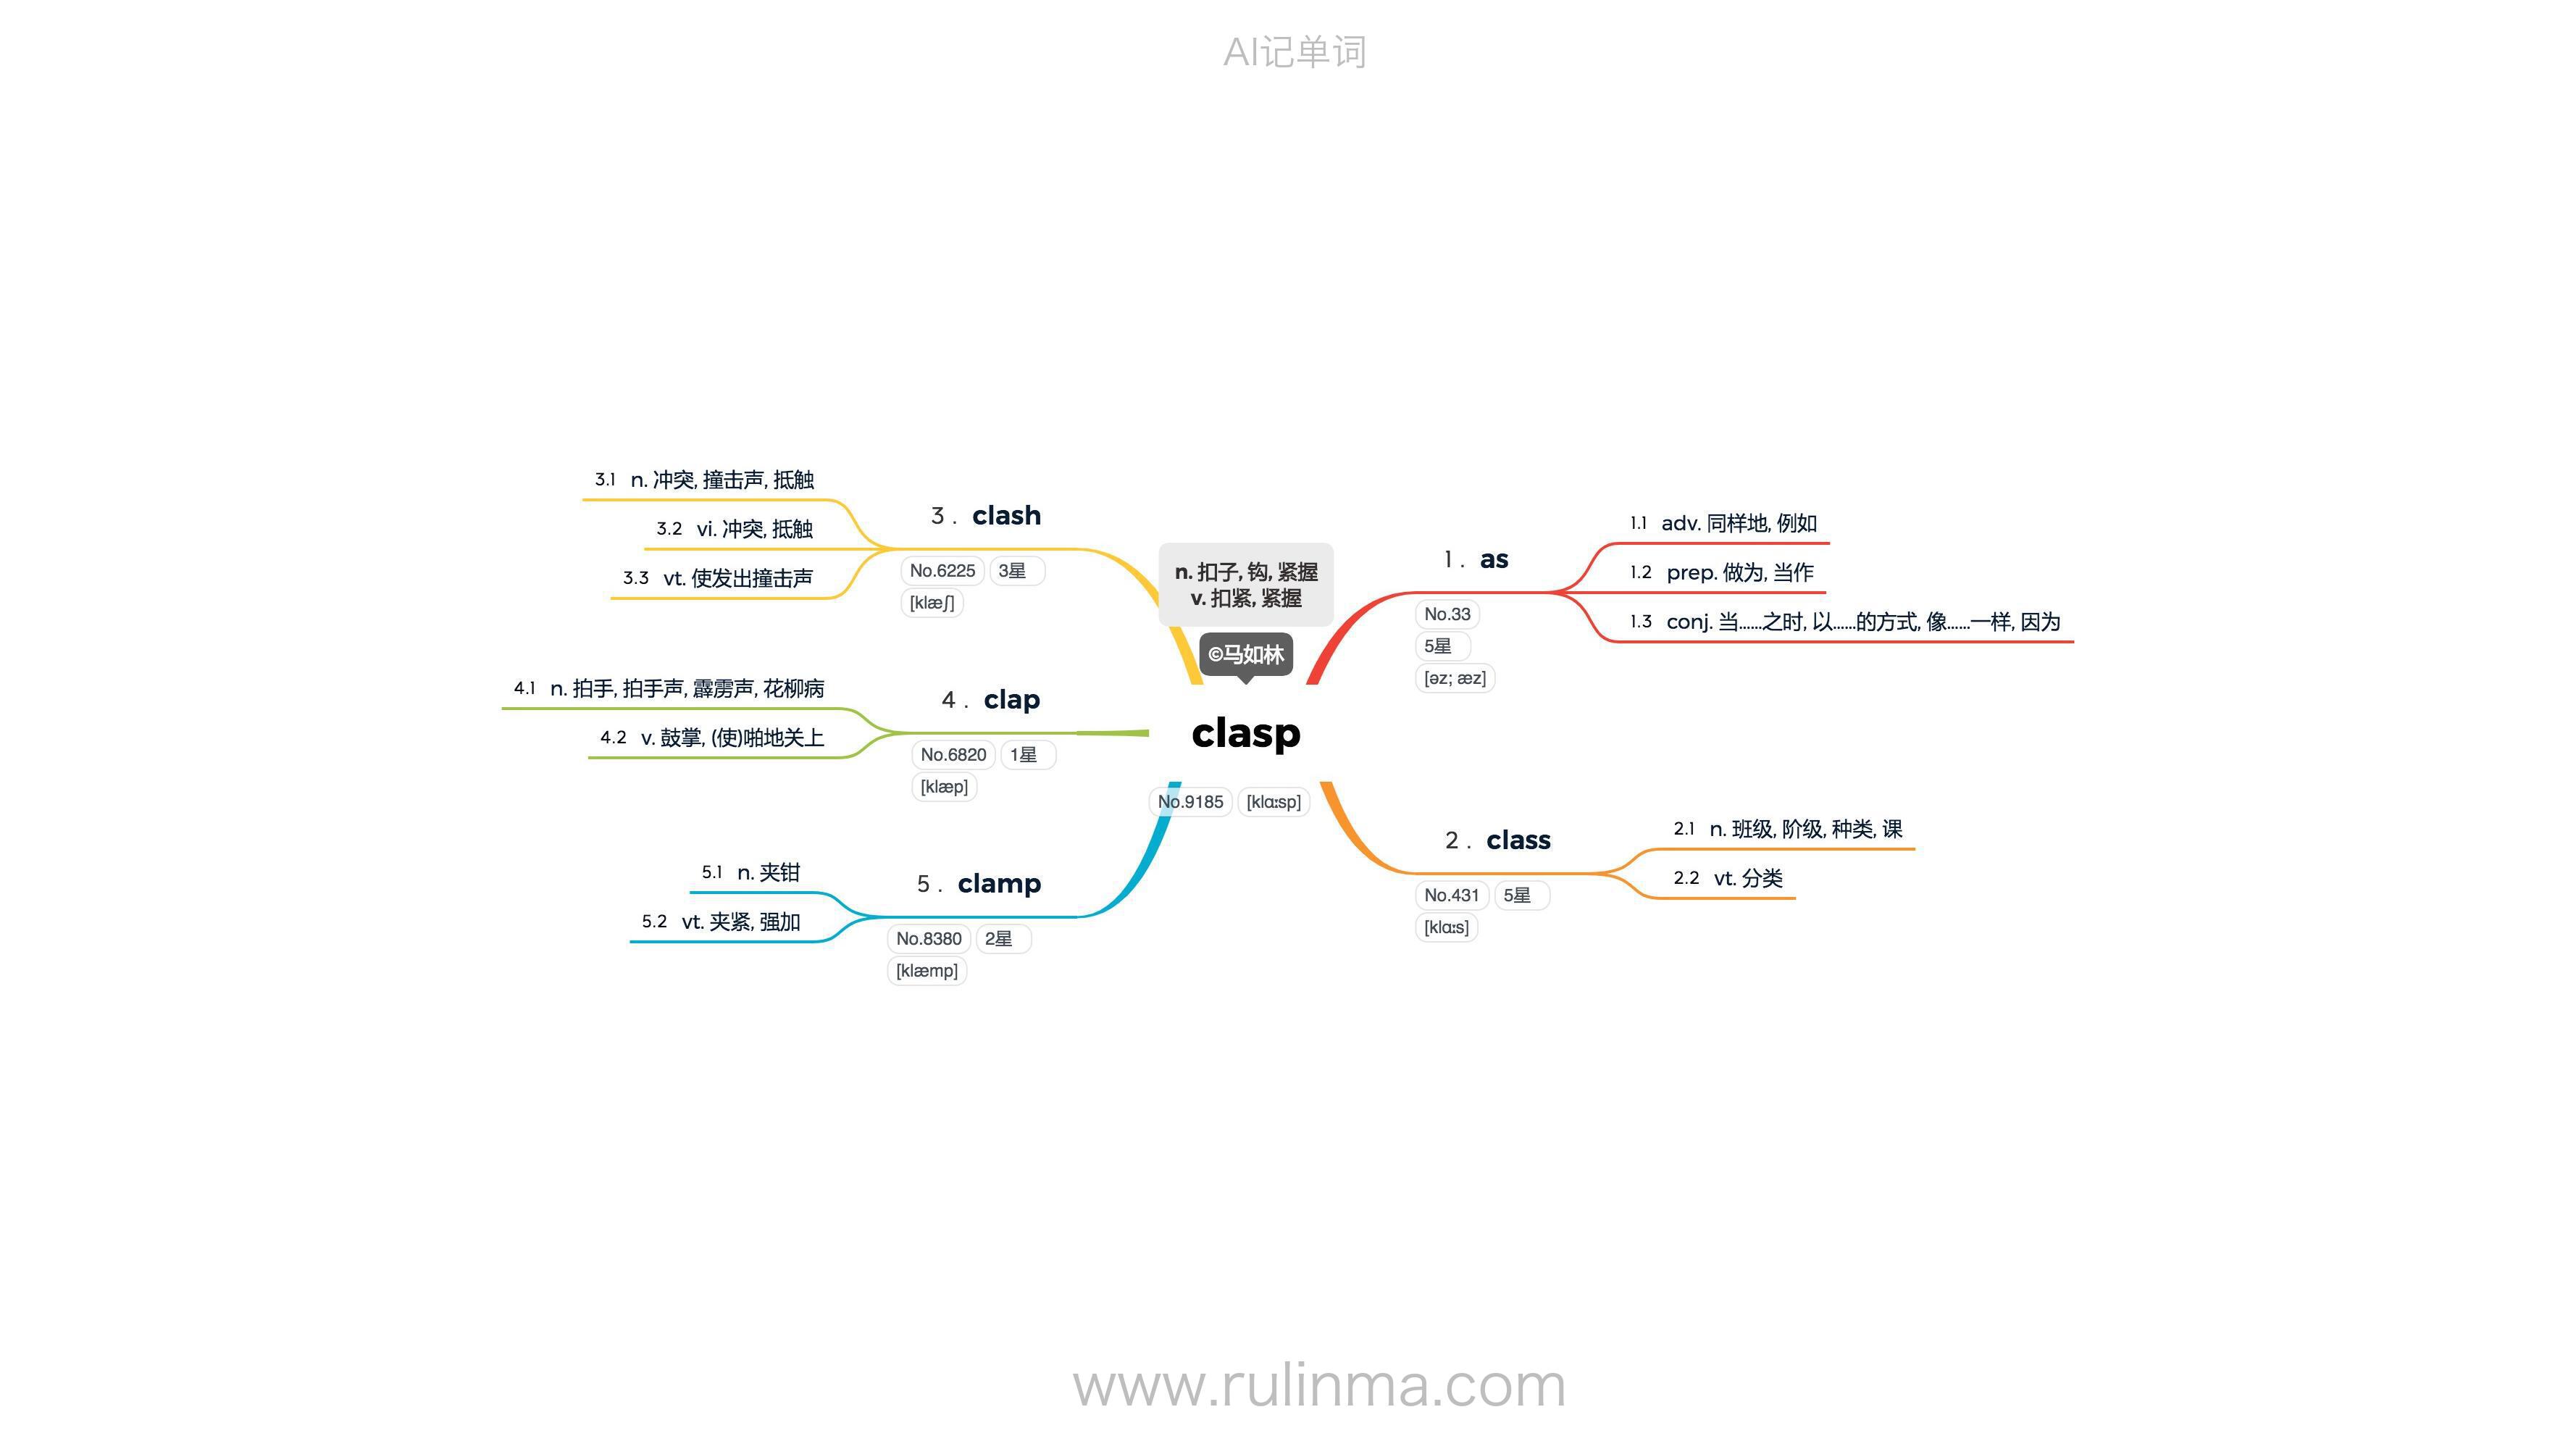 AI记单词
n. 扣子, 钩, 紧握
v. 扣紧, 紧握
©马如林
clasp
No.9185 [klɑːsp]
1. as
No.33
5星
[əz; æz]
1.1 adv. 同样地, 例如
1.2 prep. 做为, 当作
1.3 conj. 当……之时, 以……的方式, 像……一样, 因为
2. class
No.431 5星
[klɑːs]
2.1 n. 班级, 阶级, 种类, 课
2.2 vt. 分类
3. clash
No.6225 3星
[klæʃ]
3.1 n. 冲突, 撞击声, 抵触
3.2 vi. 冲突, 抵触
3.3 vt. 使发出撞击声
4. clap
No.6820 1星
[klæp]
4.1 n. 拍手, 拍手声, 霹雳声, 花柳病
4.2 v. 鼓掌, (使)啪地关上
5. clamp
No.8380 2星
[klæmp]
5.1 n. 夹钳
5.2 vt. 夹紧, 强加
www.rulinma.com